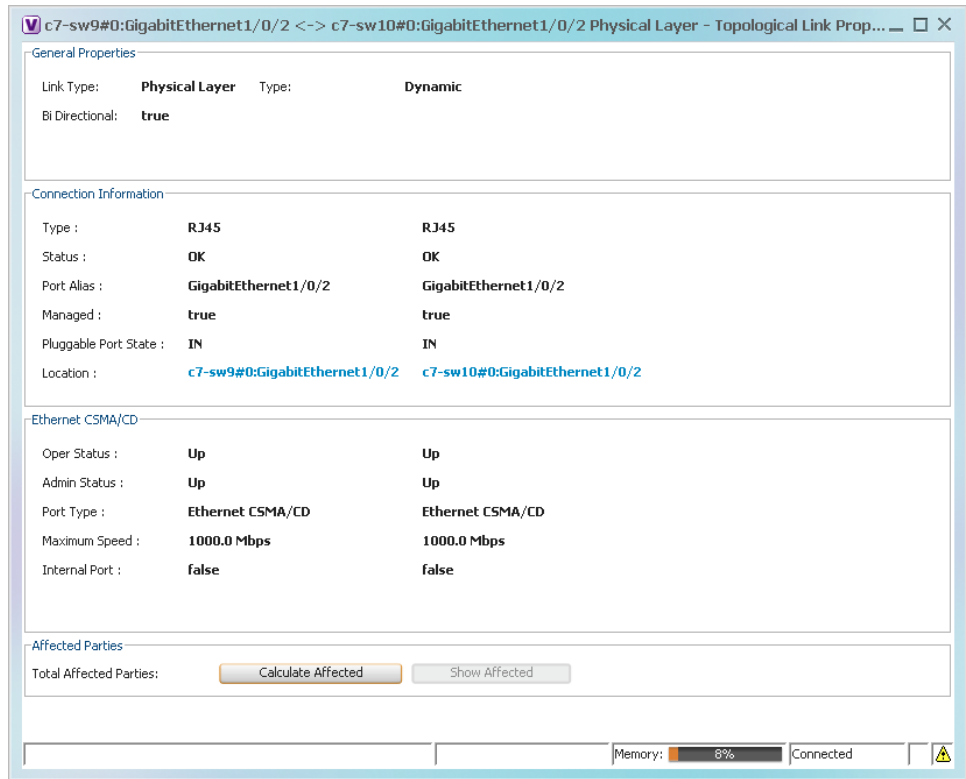 V c7-sw9#0:GigabitEthernet1/0/2 <-> c7-sw10#0:GigabitEthernet1/0/2 Physical Layer - Topological Link Prop...
General Properties
Link Type: Physical Layer Type: Dynamic
Bi Directional: true
Connection Information
Type : RJ45 RJ45
Status : OK OK
Port Alias : GigabitEthernet1/0/2 GigabitEthernet1/0/2
Managed : true true
Pluggable Port State : IN IN
Location : c7-sw9#0:GigabitEthernet1/0/2 c7-sw10#0:GigabitEthernet1/0/2
Ethernet CSMA/CD
Oper Status : Up Up
Admin Status : Up Up
Port Type : Ethernet CSMA/CD Ethernet CSMA/CD
Maximum Speed : 1000.0 Mbps 1000.0 Mbps
Internal Port : false false
Affected Parties
Total Affected Parties: Calculate Affected Show Affected
Memory: 8% Connected